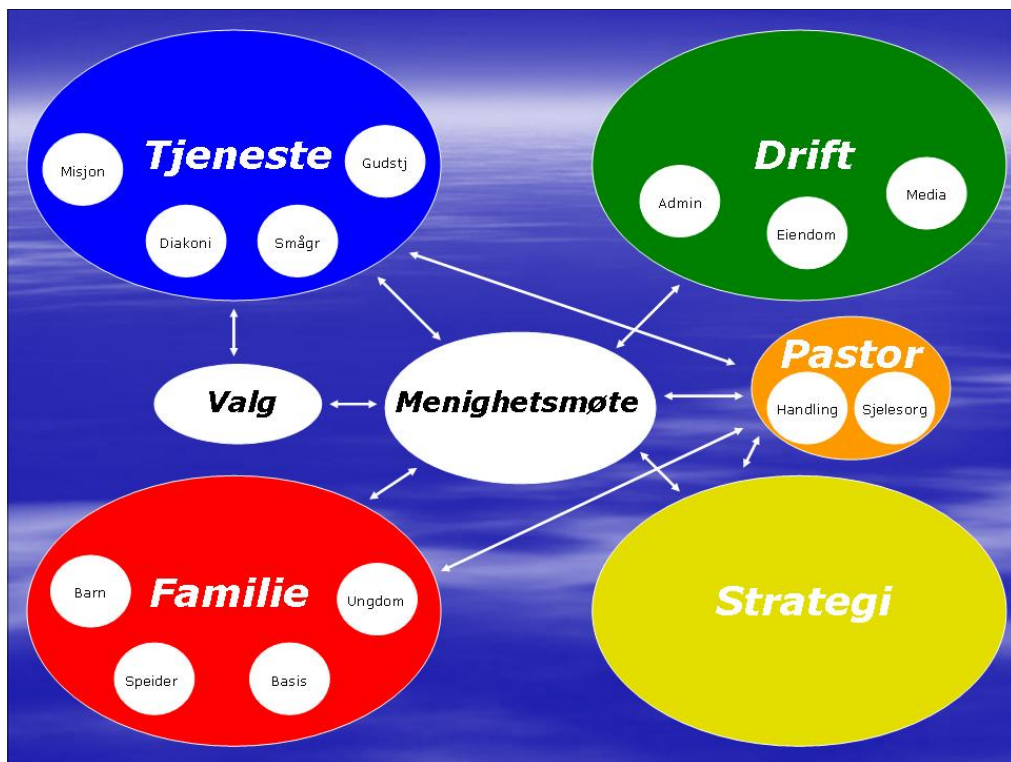 Tjeneste
Misjon
Gudstj
Diakoni
Smågr
Drift
Admin
Media
Eiendom
Pastor
Handling
Sjelesorg
Valg
Menighetsmøte
Familie
Barn
Ungdom
Speider
Basis
Strategi